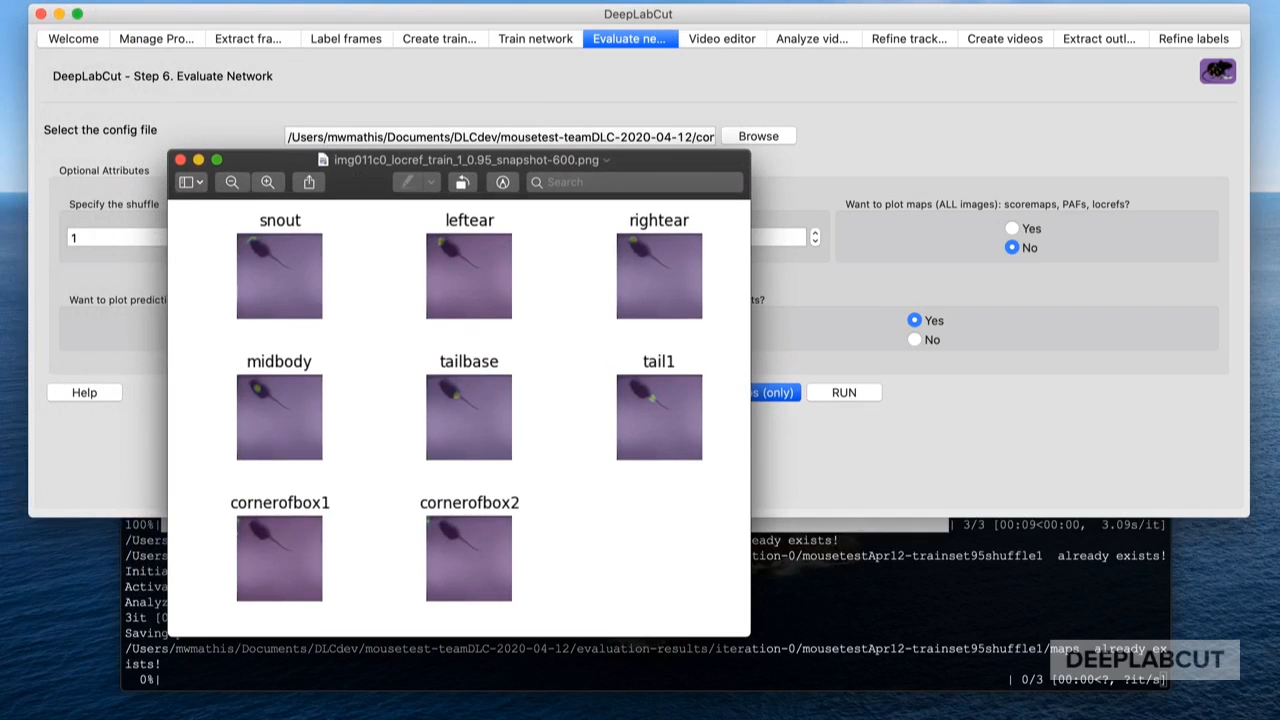 DeepLabCut
Welcome Manage Pro... Extract fra... Label frames Create train... Train network Evaluate ne... Video editor Analyze vid... Refine track... Create videos Extract outl... Refine labels
DeepLabCut - Step 6. Evaluate Network
Select the config file
/Users/mwmathis/Documents/DLCdev/mousetest-teamDLC-2020-04-12/cor
Browse
img011c0_locref_train_1_0.95_snapshot-600.png
Optional Attributes
Search
Specify the shuffle
Want to plot maps (ALL images): scoremaps, PAFs, locrefs?
snout leftear rightear
1
Yes
No
Want to plot
ts?
Yes
No
midbody tailbase tail1
Help
(only)
RUN
cornerofbox1 cornerofbox2
100%| | 3/3 [00:09<00:00, 3.09s/it]
/Users eady exists!
/Users tion-0/mousetestApr12-trainset95shuffle1 already exists!
Initia
Activa
Analyz
3it [0
Saving
/Users/mwmathis/Documents/DLCdev/mousetest-teamDLC-2020-04-12/evaluation-results/iteration-0/mousetestApr12-trainset95shuffle1/maps already ex
ists!
DEEPLABCUT
0%| | 0/3 [00:00<?, ?it/s]